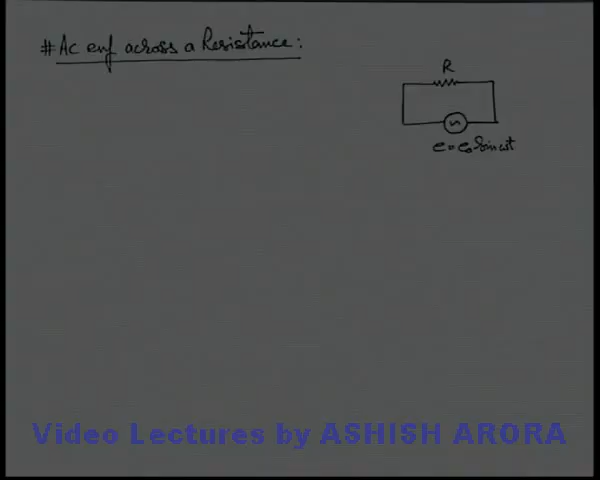 # Ac emf across a Resistance:
R
e = e₀ Sin ωt
Video Lectures by ASHISH ARORA